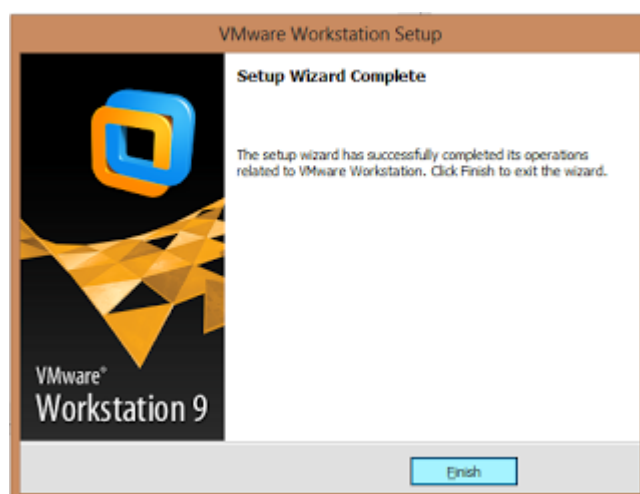 VMware Workstation Setup
Setup Wizard Complete
The setup wizard has successfully completed its operations
related to VMware Workstation. Click Finish to exit the wizard.
VMware®
Workstation 9
Finish